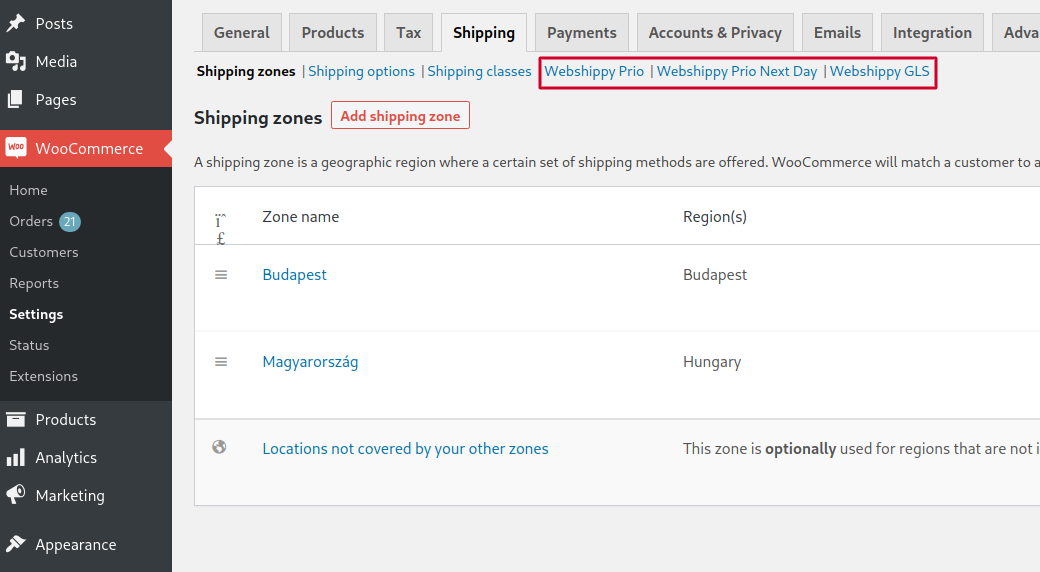 Posts
Media
Pages
WOO WooCommerce
Home
Orders 21
Customers
Reports
Settings
Status
Extensions
Products
Analytics
Marketing
Appearance
General Products Tax Shipping Payments Accounts & Privacy Emails Integration Adva
Shipping zones | Shipping options | Shipping classes Webshippy Prio | Webshippy Prio Next Day | Webshippy GLS
Shipping zones Add shipping zone
A shipping zone is a geographic region where a certain set of shipping methods are offered. WooCommerce will match a customer to a
ïˆ Zone name Region(s)
£
Budapest Budapest
Magyarország Hungary
Locations not covered by your other zones This zone is optionally used for regions that are not i